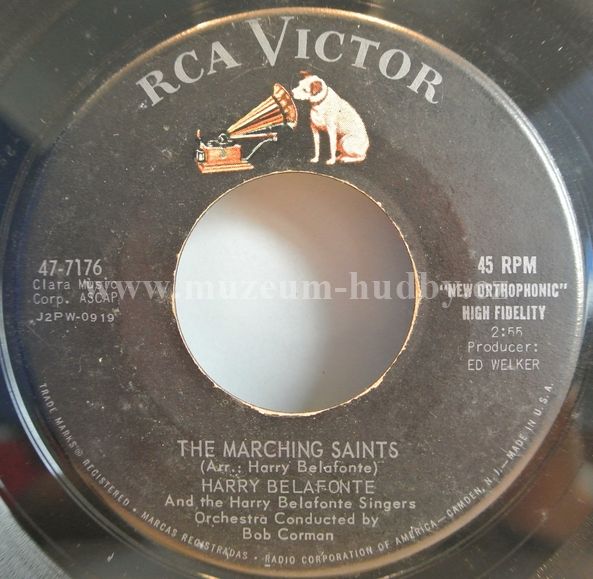 RCA VICTOR
47-7176
Clara Music
Corp. ASCAP
J2PW-0919
45 RPM
"NEW ORTHOPHONIC"
HIGH FIDELITY
2:55
Producer:
ED WELKER
www.muzeum-hudby
THE MARCHING SAINTS
(Arr.: Harry Belafonte)
HARRY BELAFONTE
And the Harry Belafonte Singers
Orchestra Conducted by
Bob Corman
TRADE MARKS® REGISTERED • MARCAS REGISTRADAS • RADIO CORPORATION OF AMERICA—CAMDEN, N.J.—MADE IN U.S.A.